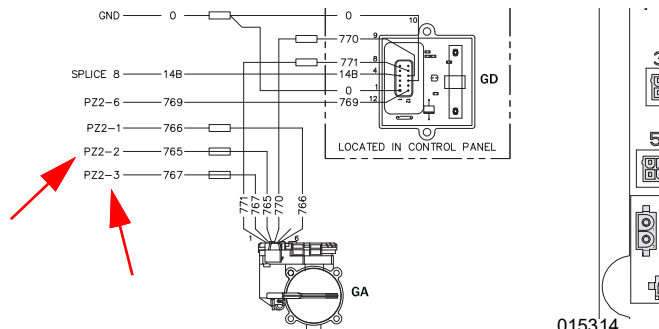 GND 0 0 10
770 9
771 8
SPLICE 8 14B 14B 4
0 1
PZ2-6 769 769 12
GD
PZ2-1 766
LOCATED IN CONTROL PANEL
PZ2-2 765
PZ2-3 767
771 767 765 770 766
1 6
GA
3
5
015314